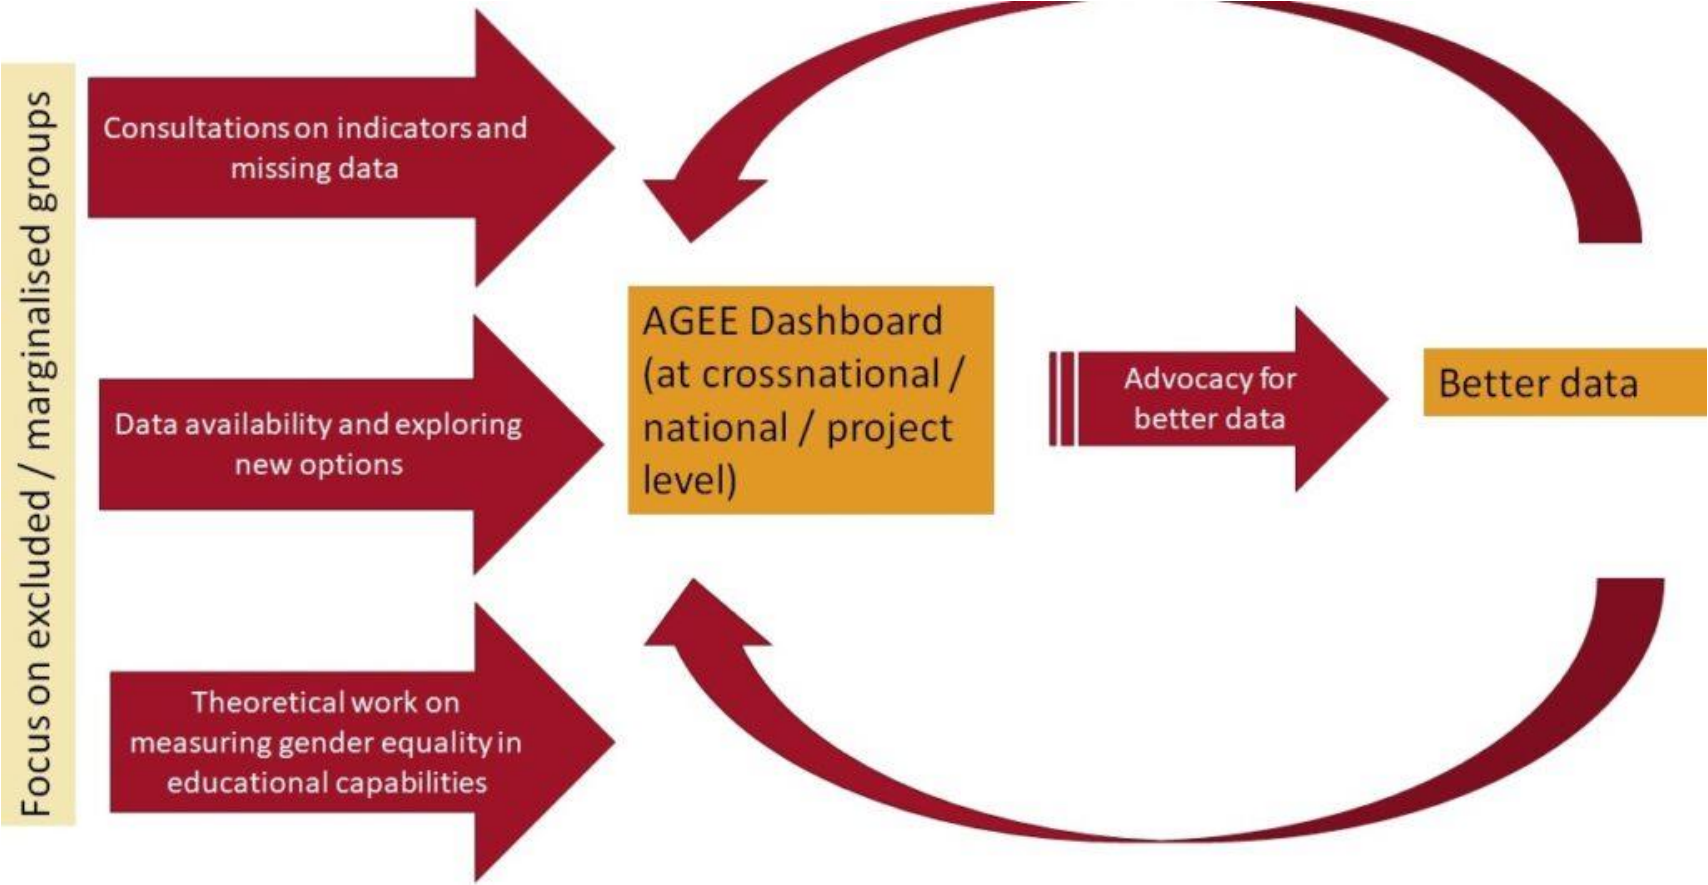 Focus on excluded / marginalised groups
Consultations on indicators and
missing data
Data availability and exploring
new options
Theoretical work on
measuring gender equality in
educational capabilities
AGEE Dashboard
(at crossnational /
national / project
level)
Advocacy for
better data
Better data